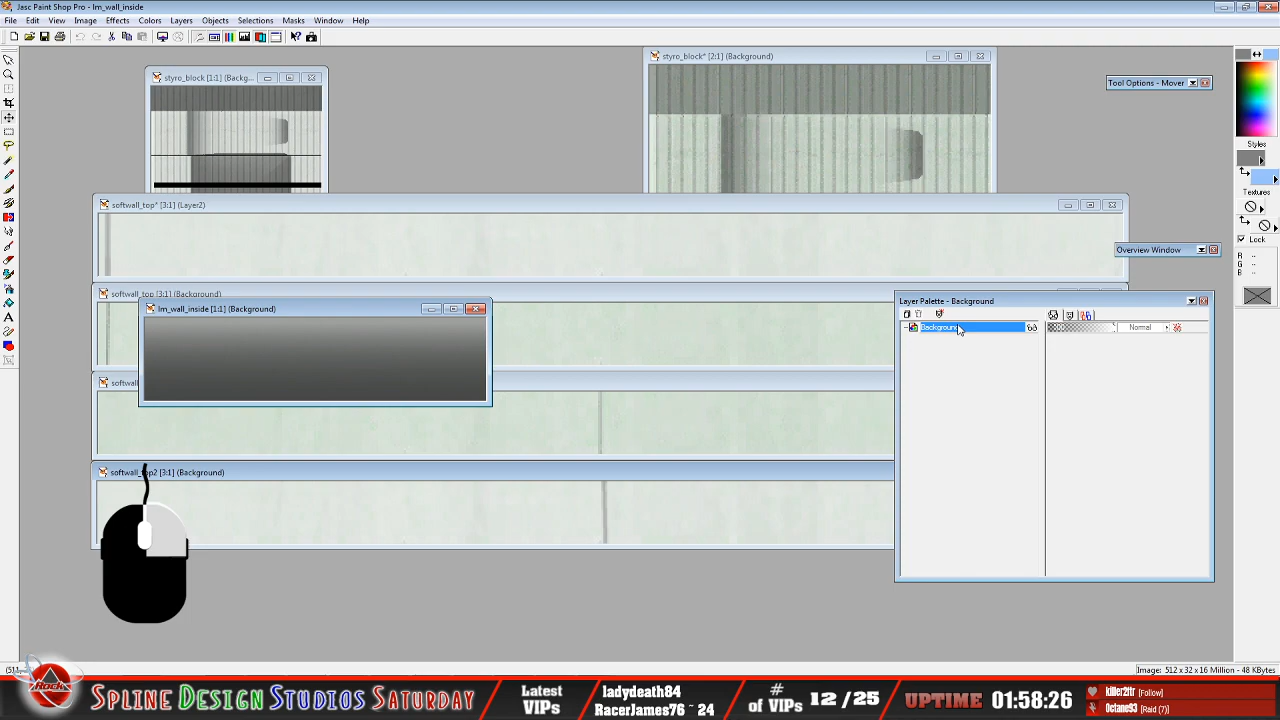 Jasc Paint Shop Pro - lm_wall_inside
File Edit View Image Effects Colors Layers Objects Selections Masks Window Help
styro_block [1:1] (Backg...
styro_block* [2:1] (Background)
Tool Options - Mover
Styles
Textures
Lock
R :
G :
B :
softwall_top* [3:1] (Layer2)
Overview Window
softwall_top [3:1] (Background)
lm_wall_inside [1:1] (Background)
Layer Palette - Background
Background
Normal
softwall_top2 [3:1] (Background)
Image: 512 x 32 x 16 Million - 48 KBytes
ROCK
SPLINE DESIGN STUDIOS SATURDAY
Latest VIPs
ladydeath84
RacerJames76 ~ 24
# of VIPs
12 / 25
UPTIME
01:58:26
killer2ltr [Follow]
Octane93 [Raid (7)]